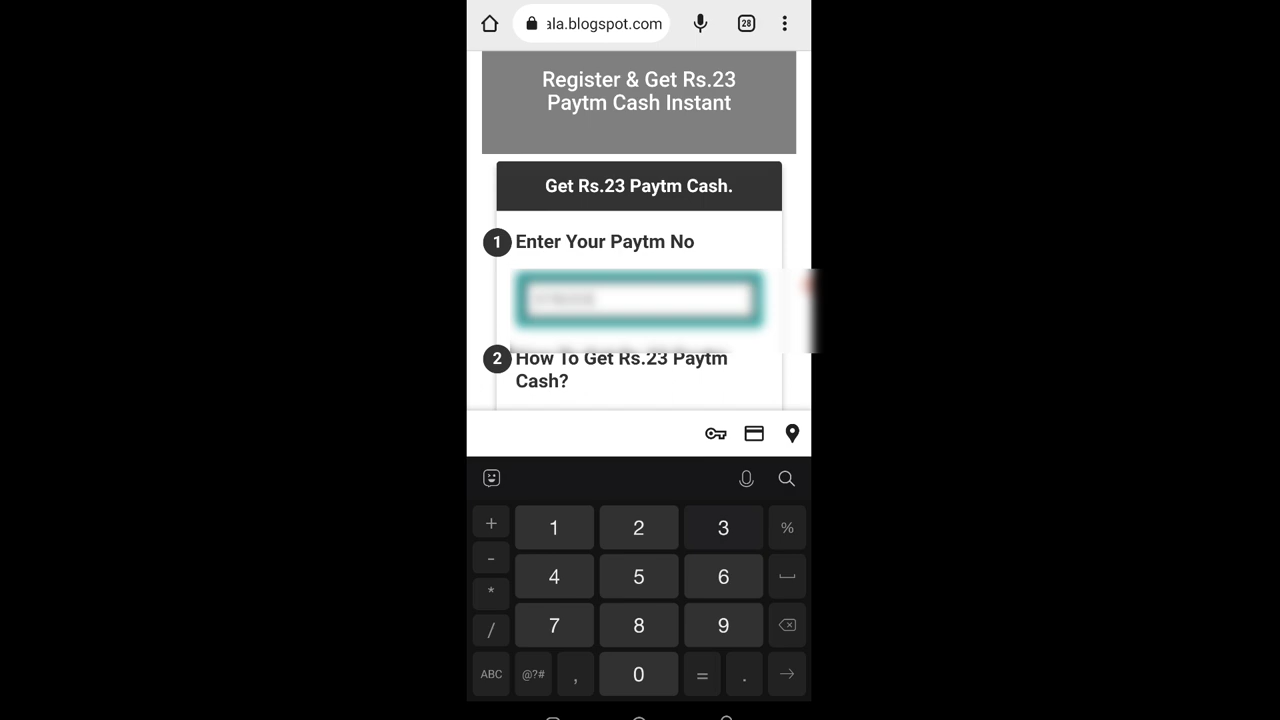 ala.blogspot.com
28
Register & Get Rs.23
Paytm Cash Instant
Get Rs.23 Paytm Cash.
1 Enter Your Paytm No
2 How To Get Rs.23 Paytm
Cash?
+ 1 2 3 %
- 4 5 6
* 7 8 9
/
ABC @?# , 0 = .